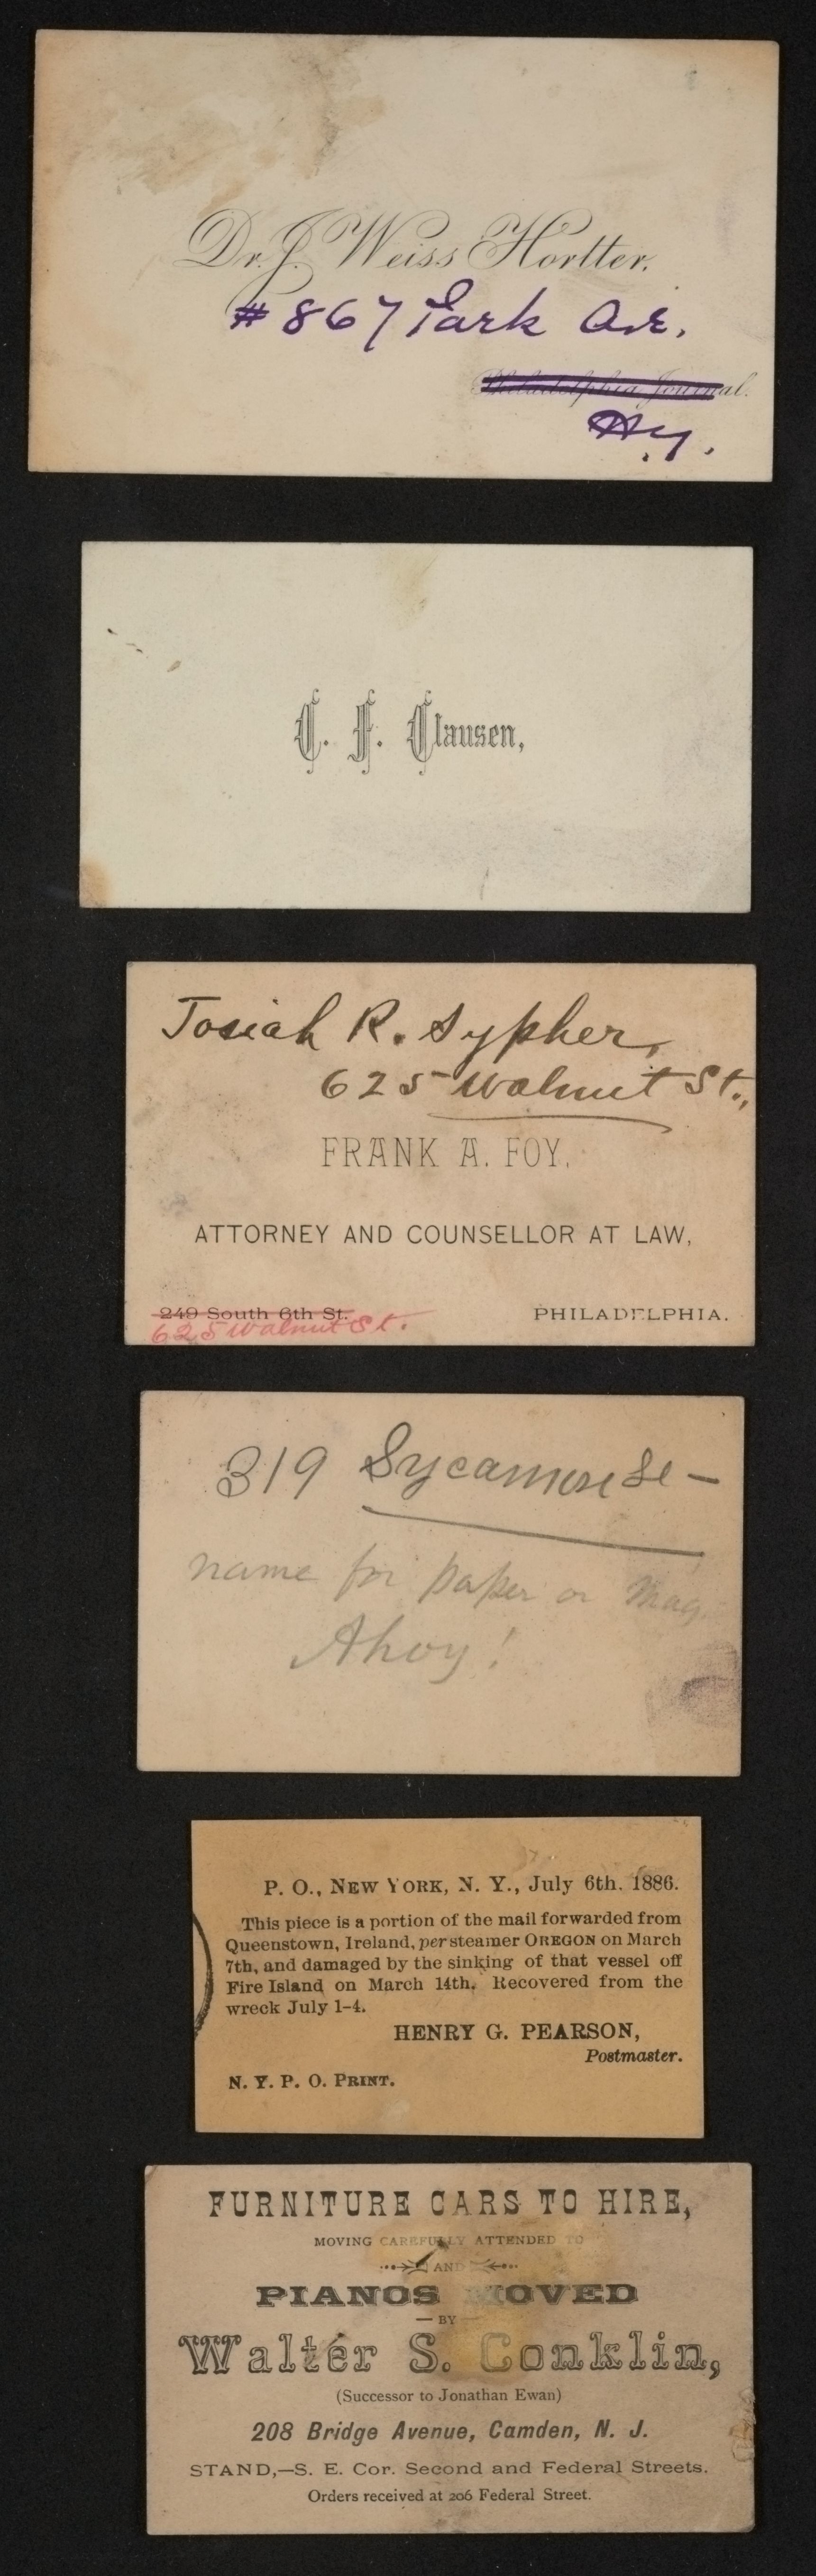 Dr. J. Weiss Hortter.
# 867 Park Ave.
Philadelphia Journal.
C. F. Clausen,
Josiah R. Sypher,
625 Walnut St.,
FRANK A. FOY,
ATTORNEY AND COUNSELLOR AT LAW,
249 South 6th St.
PHILADELPHIA.
625 Walnut St.
319 Sycamore St —
name for paper or Mag.
Ahoy!
P. O., NEW YORK, N. Y., July 6th. 1886.
This piece is a portion of the mail forwarded from
Queenstown, Ireland, per steamer OREGON on March
7th, and damaged by the sinking of that vessel off
Fire Island on March 14th. Recovered from the
wreck July 1-4.
HENRY G. PEARSON,
Postmaster.
N. Y. P. O. PRINT.
FURNITURE CARS TO HIRE,
MOVING CAREFULLY ATTENDED TO
AND
PIANOS MOVED
— BY —
Walter S. Conklin,
(Successor to Jonathan Ewan)
208 Bridge Avenue, Camden, N. J.
STAND,—S. E. Cor. Second and Federal Streets.
Orders received at 206 Federal Street.